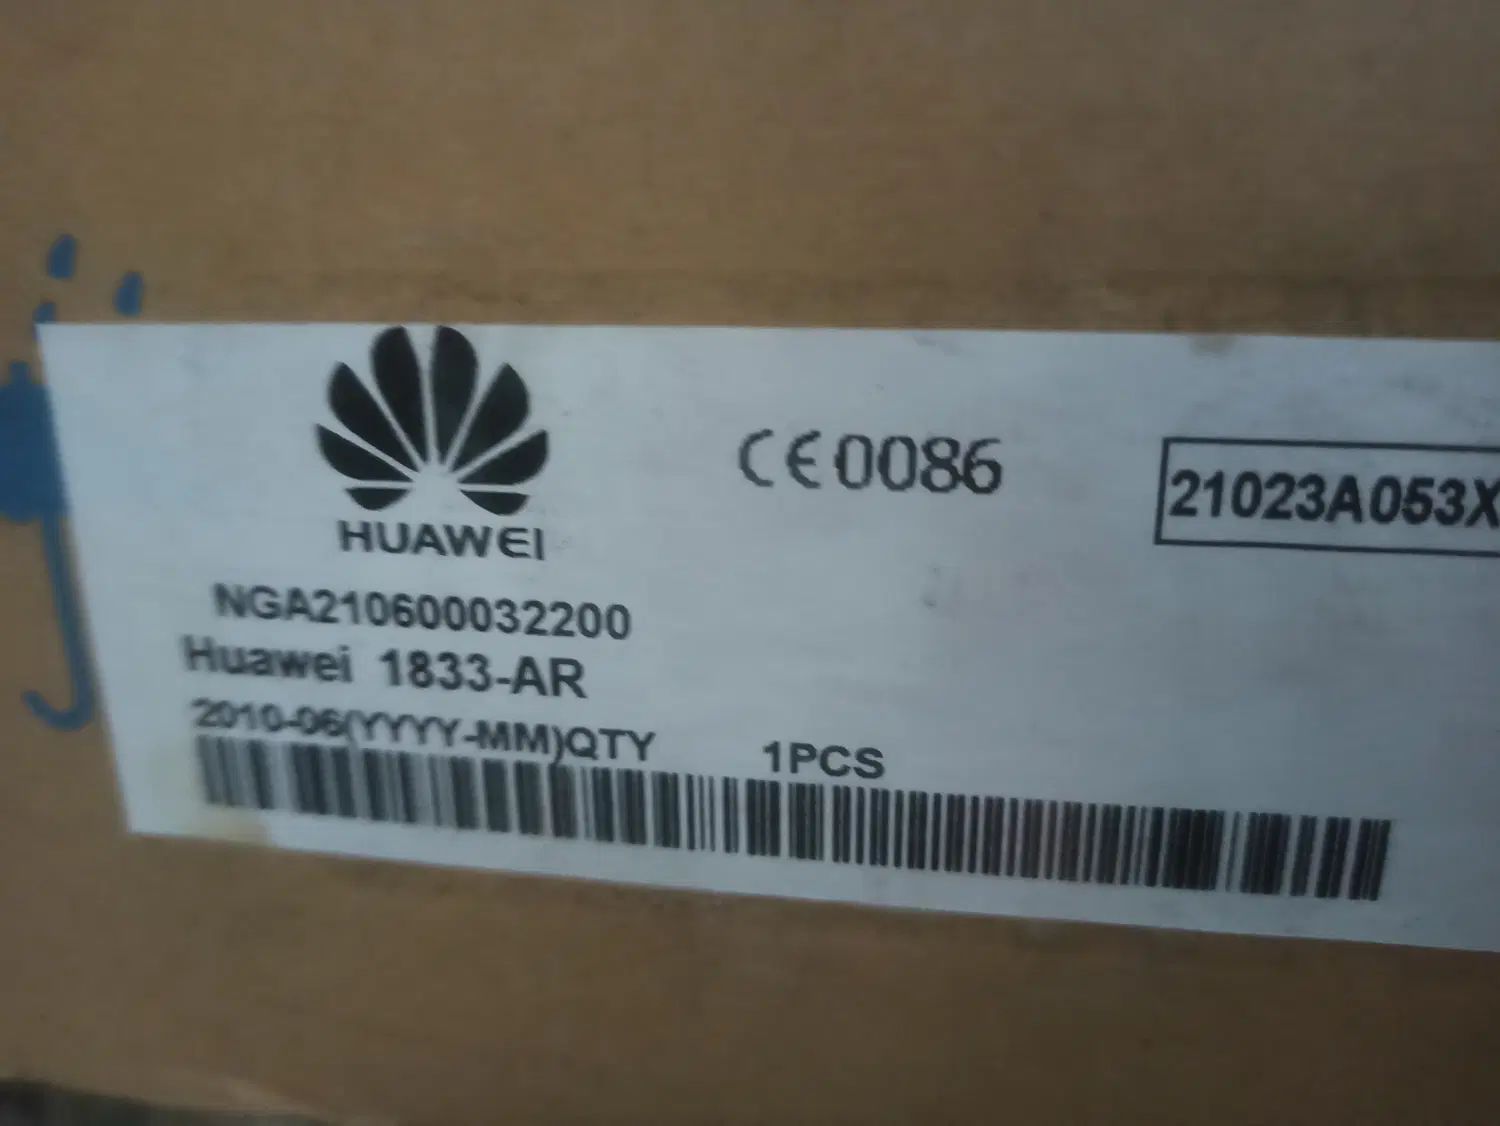 HUAWEI
CE0086
21023A053X
NGA210600032200
Huawei 1833-AR
2010-06(YYYY-MM)QTY 1PCS